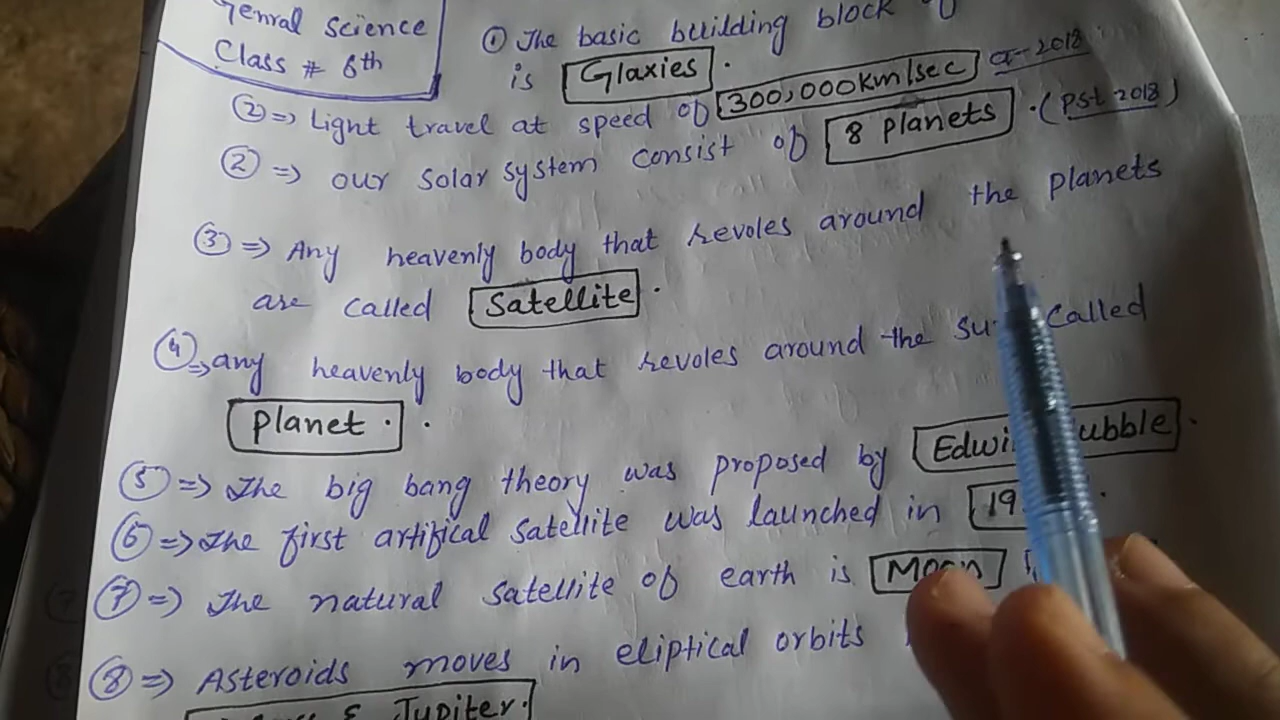 Genral Science
Class # 6th
① The basic building block of
is Glaxies .
② => Light travel at speed of 300,000km/sec
② => our solar system consist of 8 planets . (Pst 2018)
③ => Any heavenly body that revoles around the planets
are called Satellite .
④ => any heavenly body that revoles around the called
Planet . .
⑤ => The big bang theory was proposed by
⑥ => The first artifical satellite was launched in
⑦ => The natural satellite of earth is Moon
⑧ => Asteroids moves in eliptical orbits
& Jupiter.